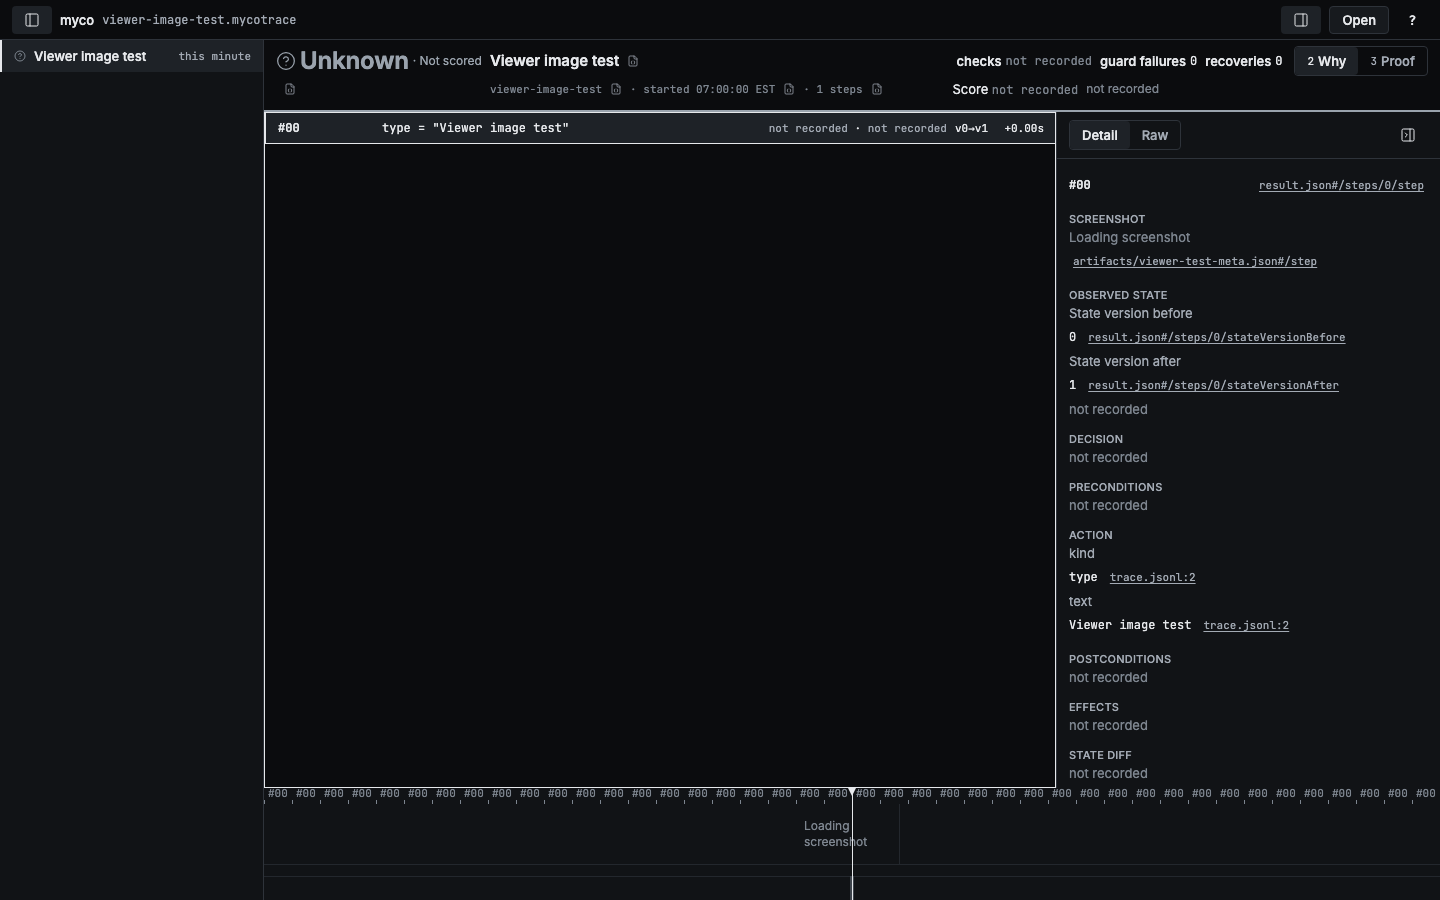 myco viewer-image-test.mycotrace
Open ?
Viewer image test this minute
Unknown · Not scored Viewer image test
checks not recorded guard failures 0 recoveries 0
2 Why 3 Proof
viewer-image-test · started 07:00:00 EST · 1 steps
Score not recorded not recorded
#00 type = "Viewer image test" not recorded · not recorded v0→v1 +0.00s
Detail Raw
#00 result.json#/steps/0/step
SCREENSHOT
Loading screenshot
artifacts/viewer-test-meta.json#/step
OBSERVED STATE
State version before
0 result.json#/steps/0/stateVersionBefore
State version after
1 result.json#/steps/0/stateVersionAfter
not recorded
DECISION
not recorded
PRECONDITIONS
not recorded
ACTION
kind
type trace.jsonl:2
text
Viewer image test trace.jsonl:2
POSTCONDITIONS
not recorded
EFFECTS
not recorded
STATE DIFF
not recorded
#00 #00 #00 #00 #00 #00 #00 #00 #00 #00 #00 #00 #00 #00 #00 #00 #00 #00 #00 #00 #00 #00 #00 #00 #00 #00 #00 #00 #00 #00 #00 #00 #00 #00 #00 #00 #00 #00 #00 #00 #00 #00
Loading
screenshot